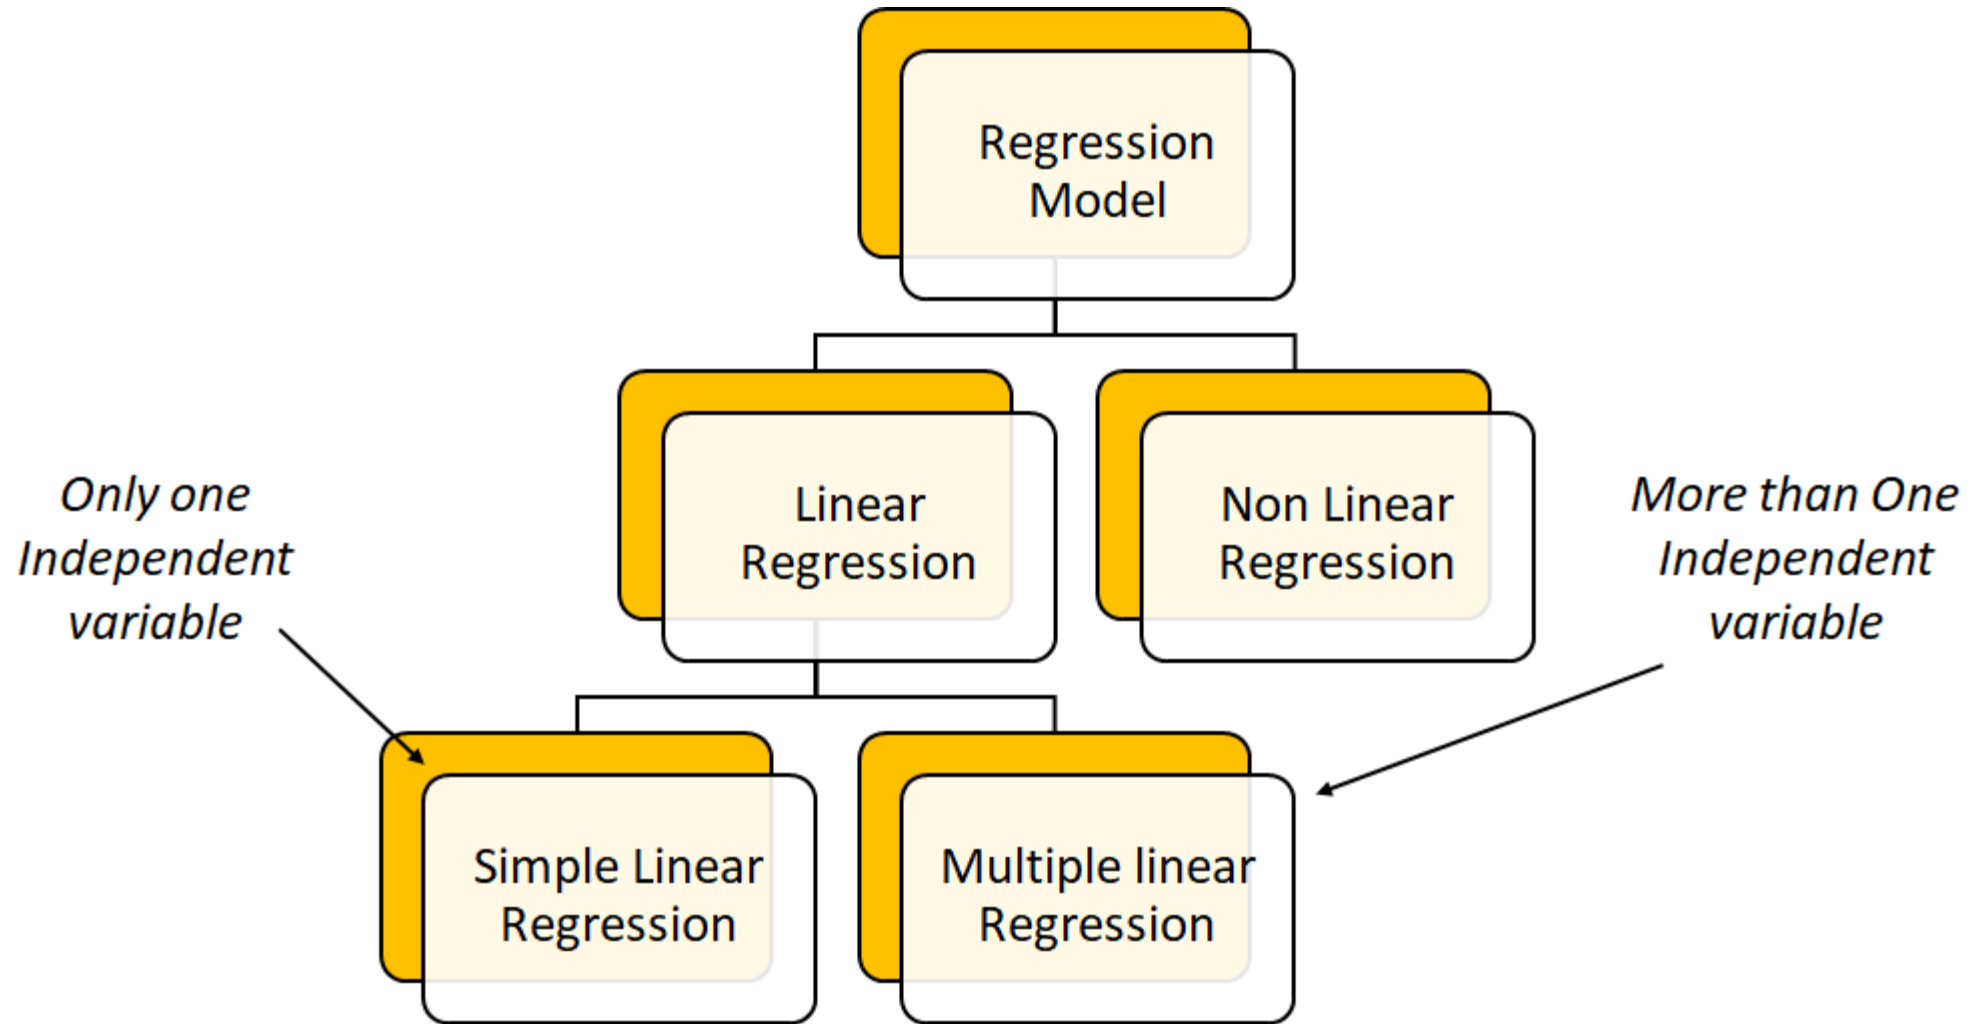 Regression
Model
Linear
Regression
Non Linear
Regression
Only one
Independent
variable
More than One
Independent
variable
Simple Linear
Regression
Multiple linear
Regression